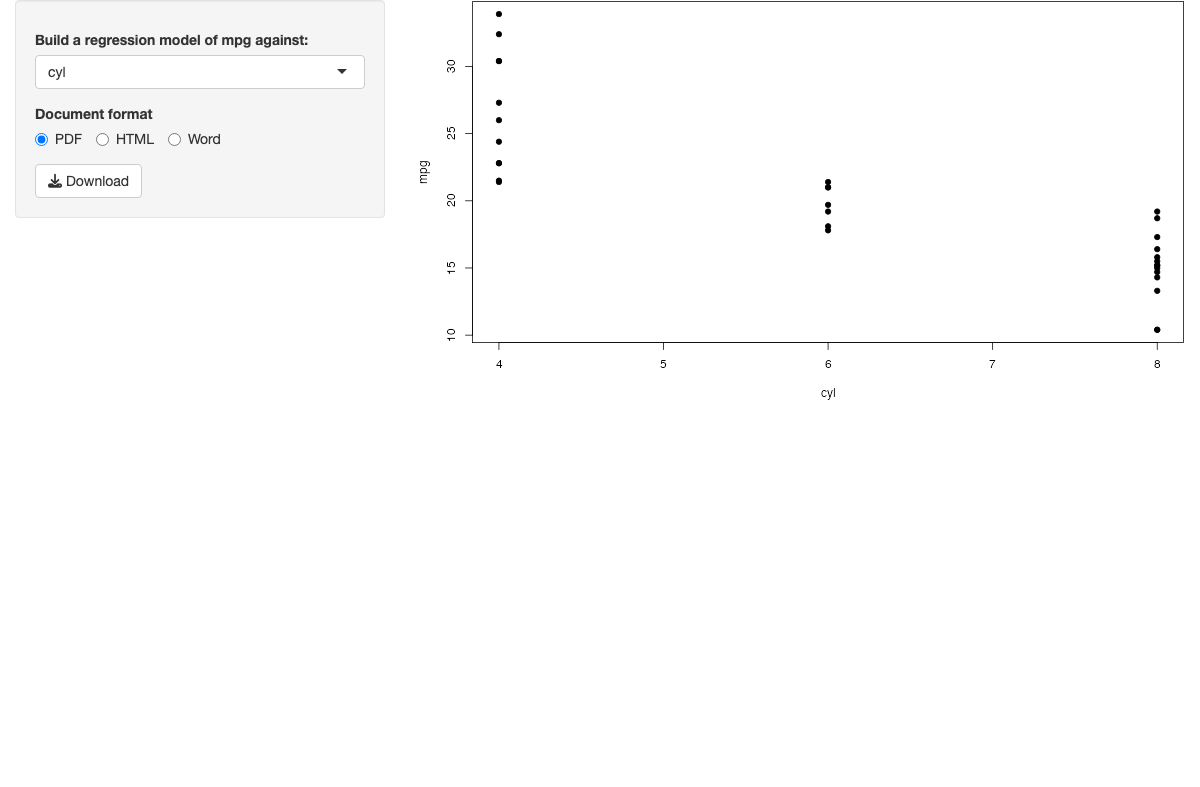 Build a regression model of mpg against:
cyl
Document format
PDF HTML Word
Download
mpg
30
25
20
15
10
4 5 6 7 8
cyl